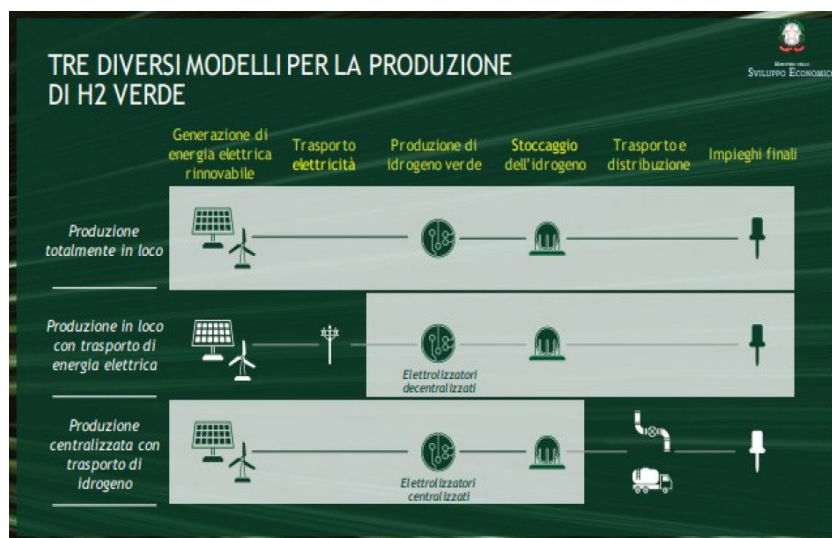 TRE DIVERSI MODELLI PER LA PRODUZIONE
DI H2 VERDE
MINISTERO DELLO
SVILUPPO ECONOMICO
Generazione di
energia elettrica
rinnovabile
Trasporto
elettricità
Produzione di
idrogeno verde
Stoccaggio
dell'idrogeno
Trasporto e
distribuzione
Impieghi finali
Produzione
totalmente in loco
Produzione in loco
con trasporto di
energia elettrica
Elettrolizzatori
decentralizzati
Produzione
centralizzata con
trasporto di
idrogeno
Elettrolizzatori
centralizzati